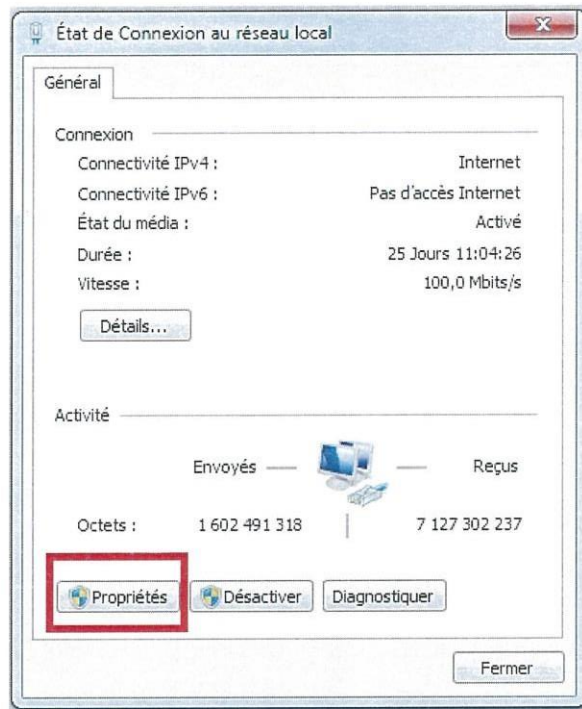 État de Connexion au réseau local
Général
Connexion
Connectivité IPv4 : Internet
Connectivité IPv6 : Pas d'accès Internet
État du média : Activé
Durée : 25 Jours 11:04:26
Vitesse : 100,0 Mbits/s
Détails...
Activité
Envoyés Reçus
Octets : 1 602 491 318 7 127 302 237
Propriétés Désactiver Diagnostiquer
Fermer